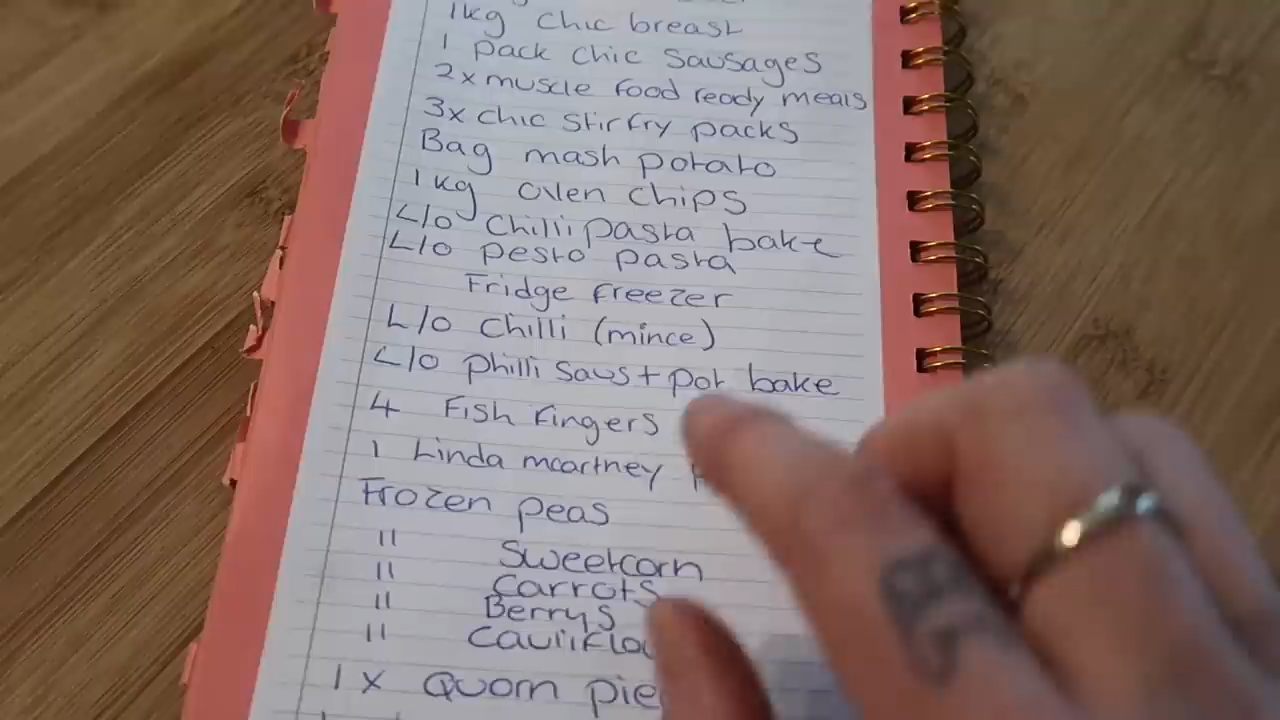 1kg chic breast
1 pack chic sausages
2x muscle food ready meals
3x chic stirfry packs
Bag mash potato
1kg oven chips
L/o chilli pasta bake
L/o pesto pasta
Fridge freezer
L/o chilli (mince)
L/o philli saus + pot bake
4 Fish fingers
1 Linda mcartney
Frozen peas
" Sweetcorn
" Carrots
" Berrys
"
1x Quorn pie